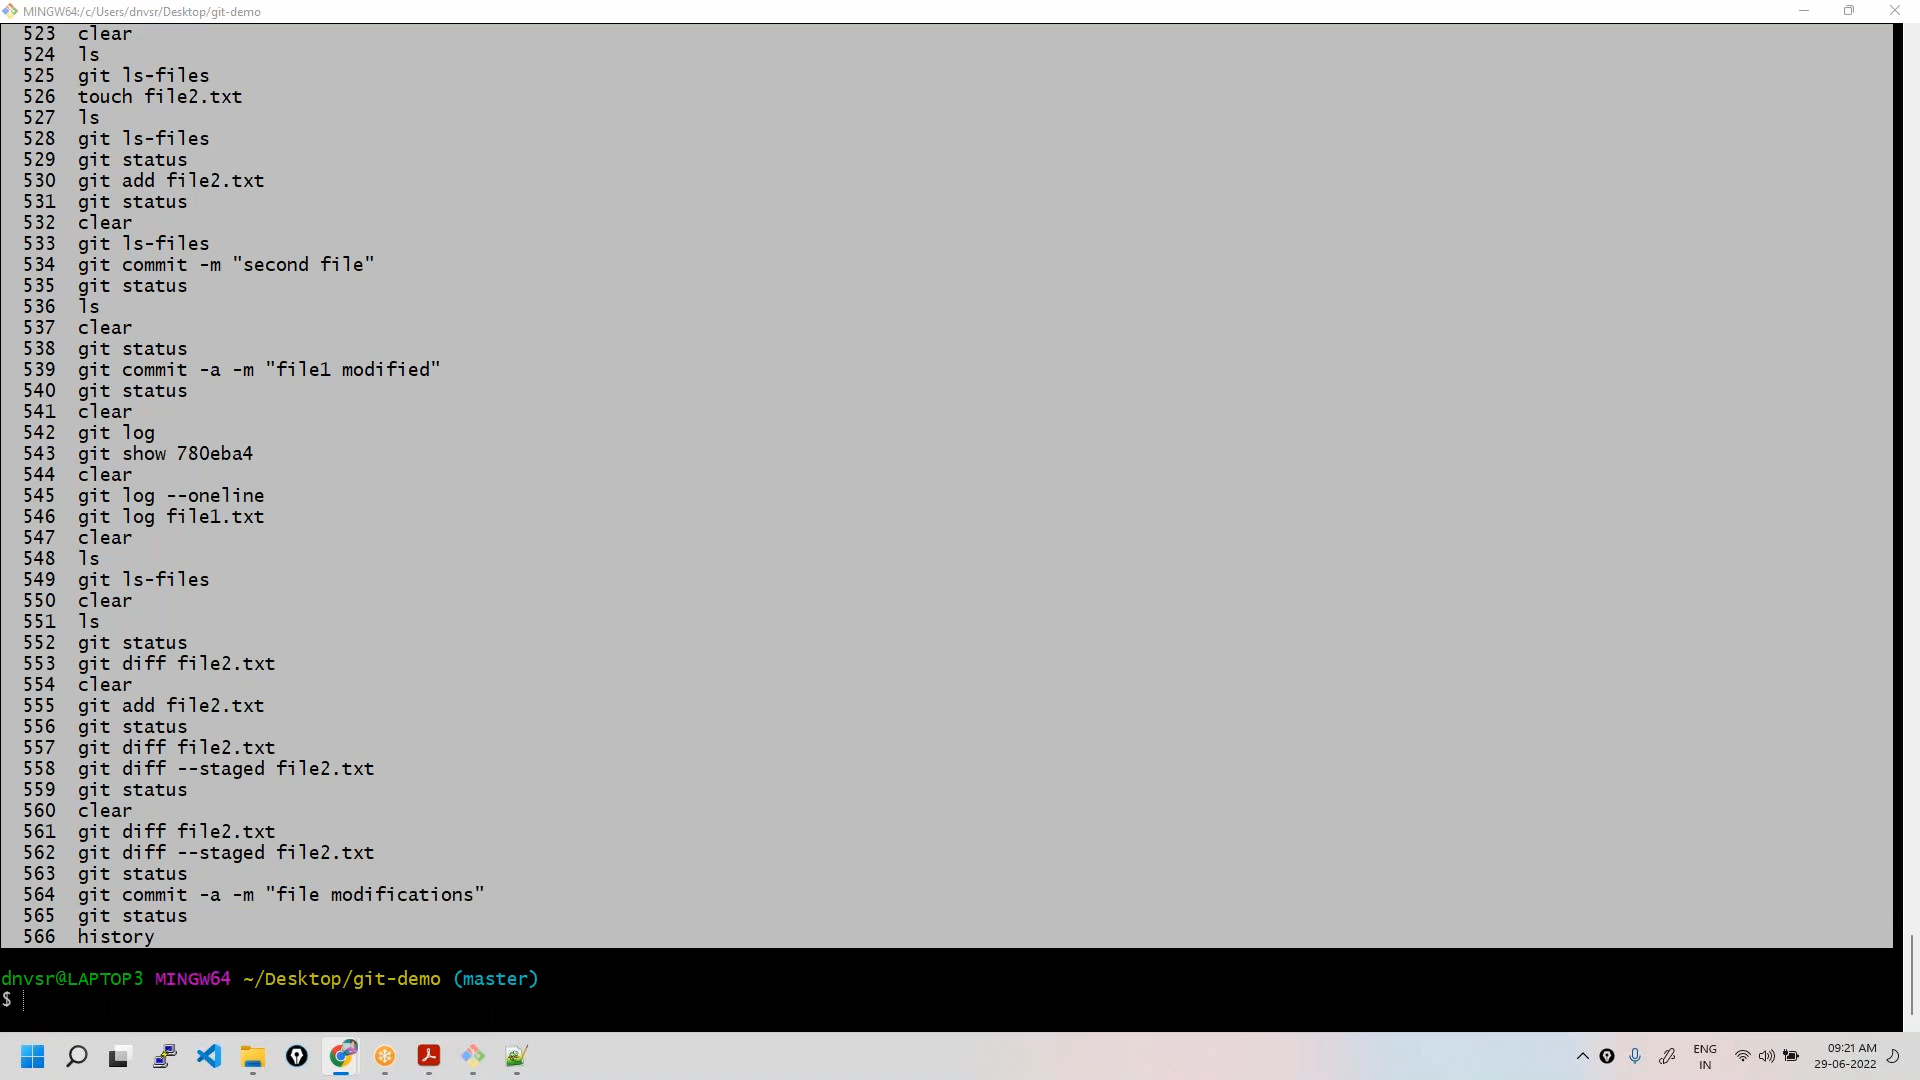 MINGW64:/c/Users/dnvsr/Desktop/git-demo
523 clear
524 ls
525 git ls-files
526 touch file2.txt
527 ls
528 git ls-files
529 git status
530 git add file2.txt
531 git status
532 clear
533 git ls-files
534 git commit -m "second file"
535 git status
536 ls
537 clear
538 git status
539 git commit -a -m "file1 modified"
540 git status
541 clear
542 git log
543 git show 780eba4
544 clear
545 git log --oneline
546 git log file1.txt
547 clear
548 ls
549 git ls-files
550 clear
551 ls
552 git status
553 git diff file2.txt
554 clear
555 git add file2.txt
556 git status
557 git diff file2.txt
558 git diff --staged file2.txt
559 git status
560 clear
561 git diff file2.txt
562 git diff --staged file2.txt
563 git status
564 git commit -a -m "file modifications"
565 git status
566 history
dnvsr@LAPTOP3 MINGW64 ~/Desktop/git-demo (master)
$
ENG
IN
09:21 AM
29-06-2022